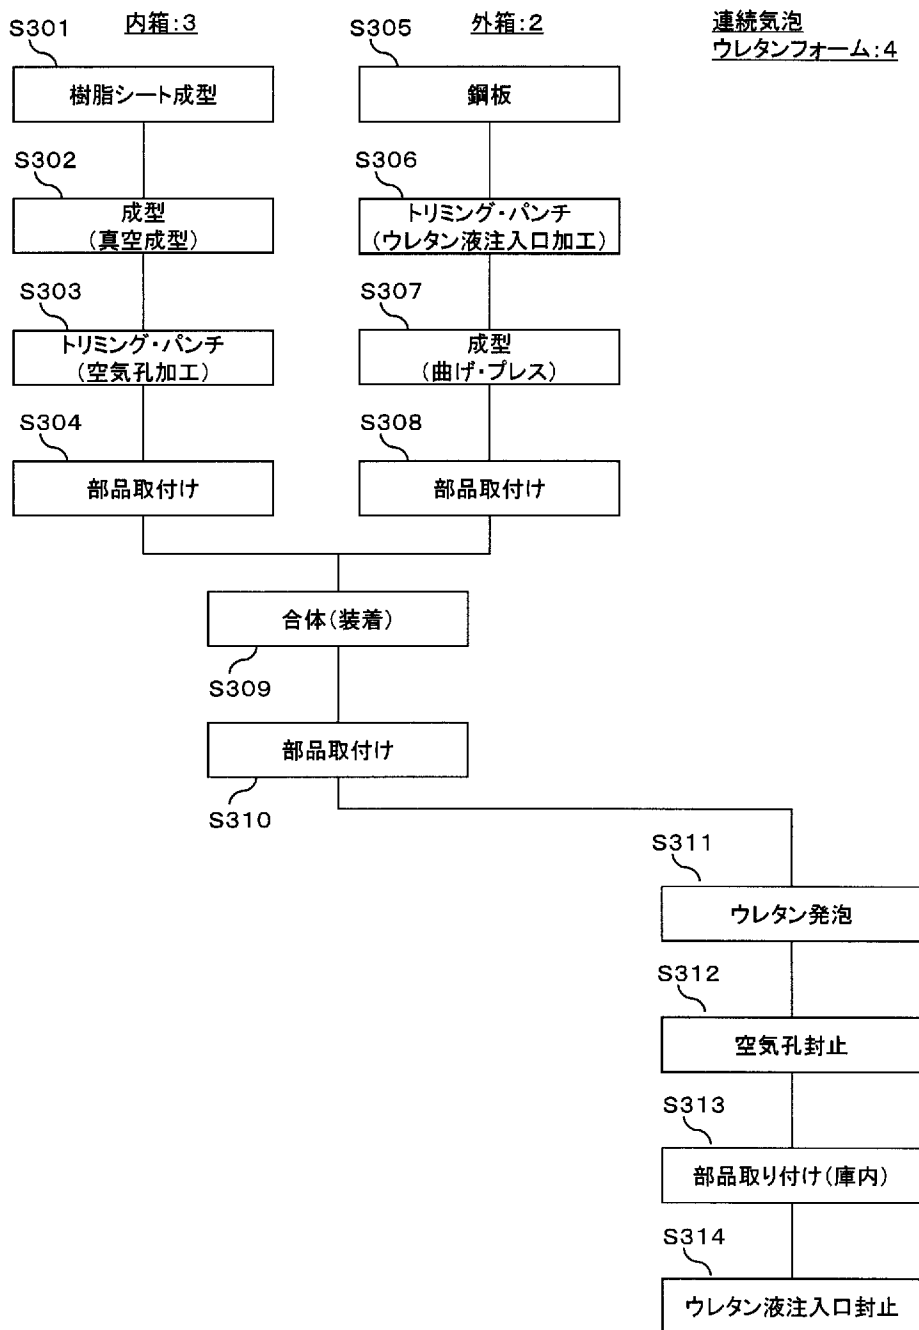 内箱:3
S301
樹脂シート成型
S302
成型
(真空成型)
S303
トリミング・パンチ
(空気孔加工)
S304
部品取付け
外箱:2
S305
鋼板
S306
トリミング・パンチ
(ウレタン液注入口加工)
S307
成型
(曲げ・プレス)
S308
部品取付け
連続気泡
ウレタンフォーム:4
合体(装着)
S309
部品取付け
S310
S311
ウレタン発泡
S312
空気孔封止
S313
部品取り付け(庫内)
S314
ウレタン液注入口封止